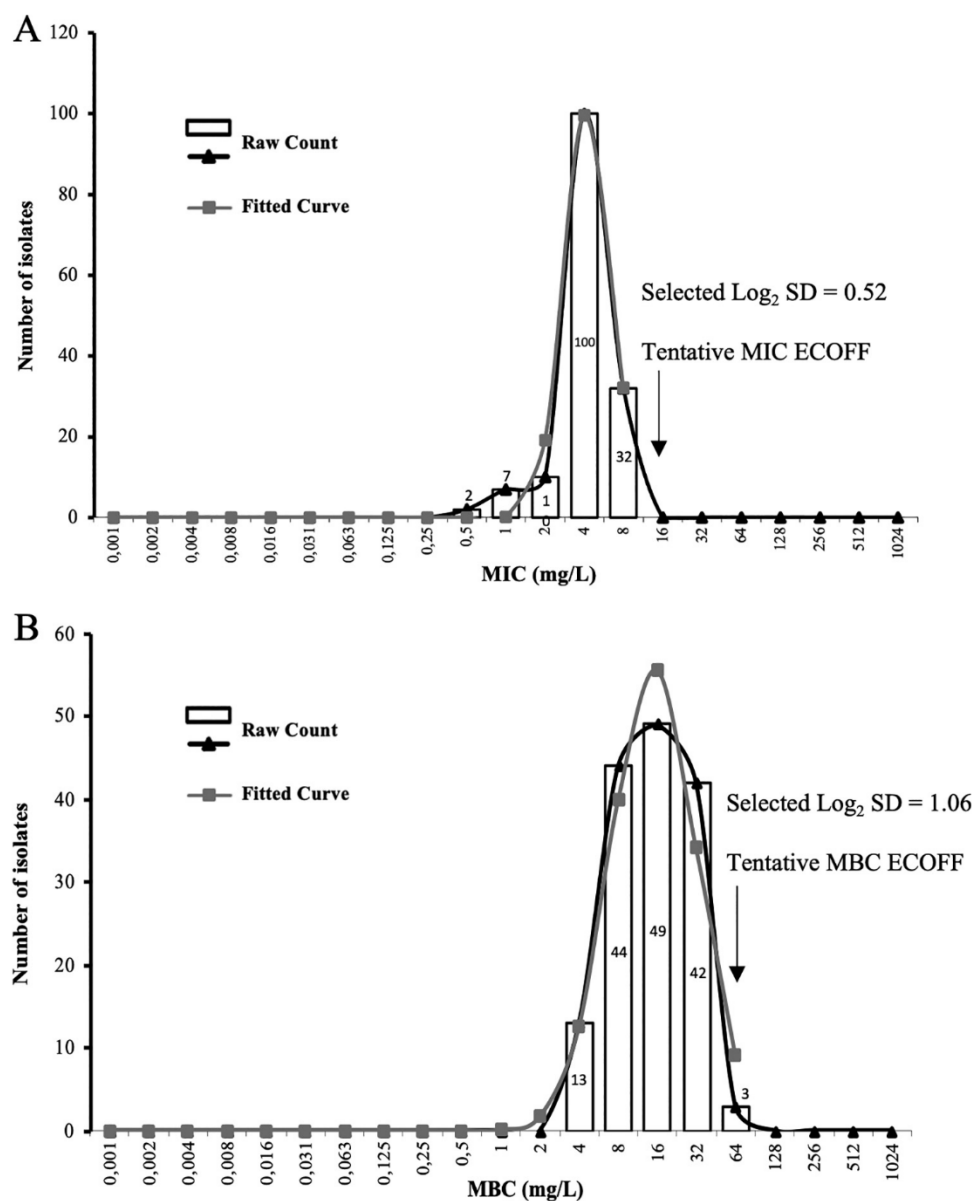 A
120
100
80
60
40
20
0
Number of isolates
Raw Count
Fitted Curve
Selected Log₂ SD = 0.52
Tentative MIC ECOFF
2
7
10
100
32
0,001 0,002 0,004 0,008 0,016 0,031 0,063 0,125 0,25 0,5 1 2 4 8 16 32 64 128 256 512 1024
MIC (mg/L)
B
60
50
40
30
20
10
0
Number of isolates
Raw Count
Fitted Curve
Selected Log₂ SD = 1.06
Tentative MBC ECOFF
13
44
49
42
3
0,001 0,002 0,004 0,008 0,016 0,031 0,063 0,125 0,25 0,5 1 2 4 8 16 32 64 128 256 512 1024
MBC (mg/L)